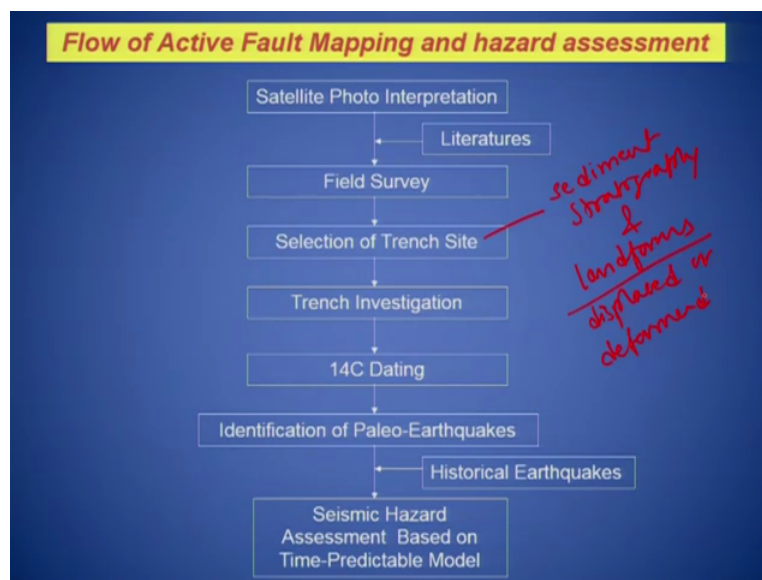 Flow of Active Fault Mapping and hazard assessment
Satellite Photo Interpretation
Literatures
Field Survey
Selection of Trench Site
sediment
stratography
&
landforms
displaced or
deformed
Trench Investigation
14C Dating
Identification of Paleo-Earthquakes
Historical Earthquakes
Seismic Hazard
Assessment Based on
Time-Predictable Model